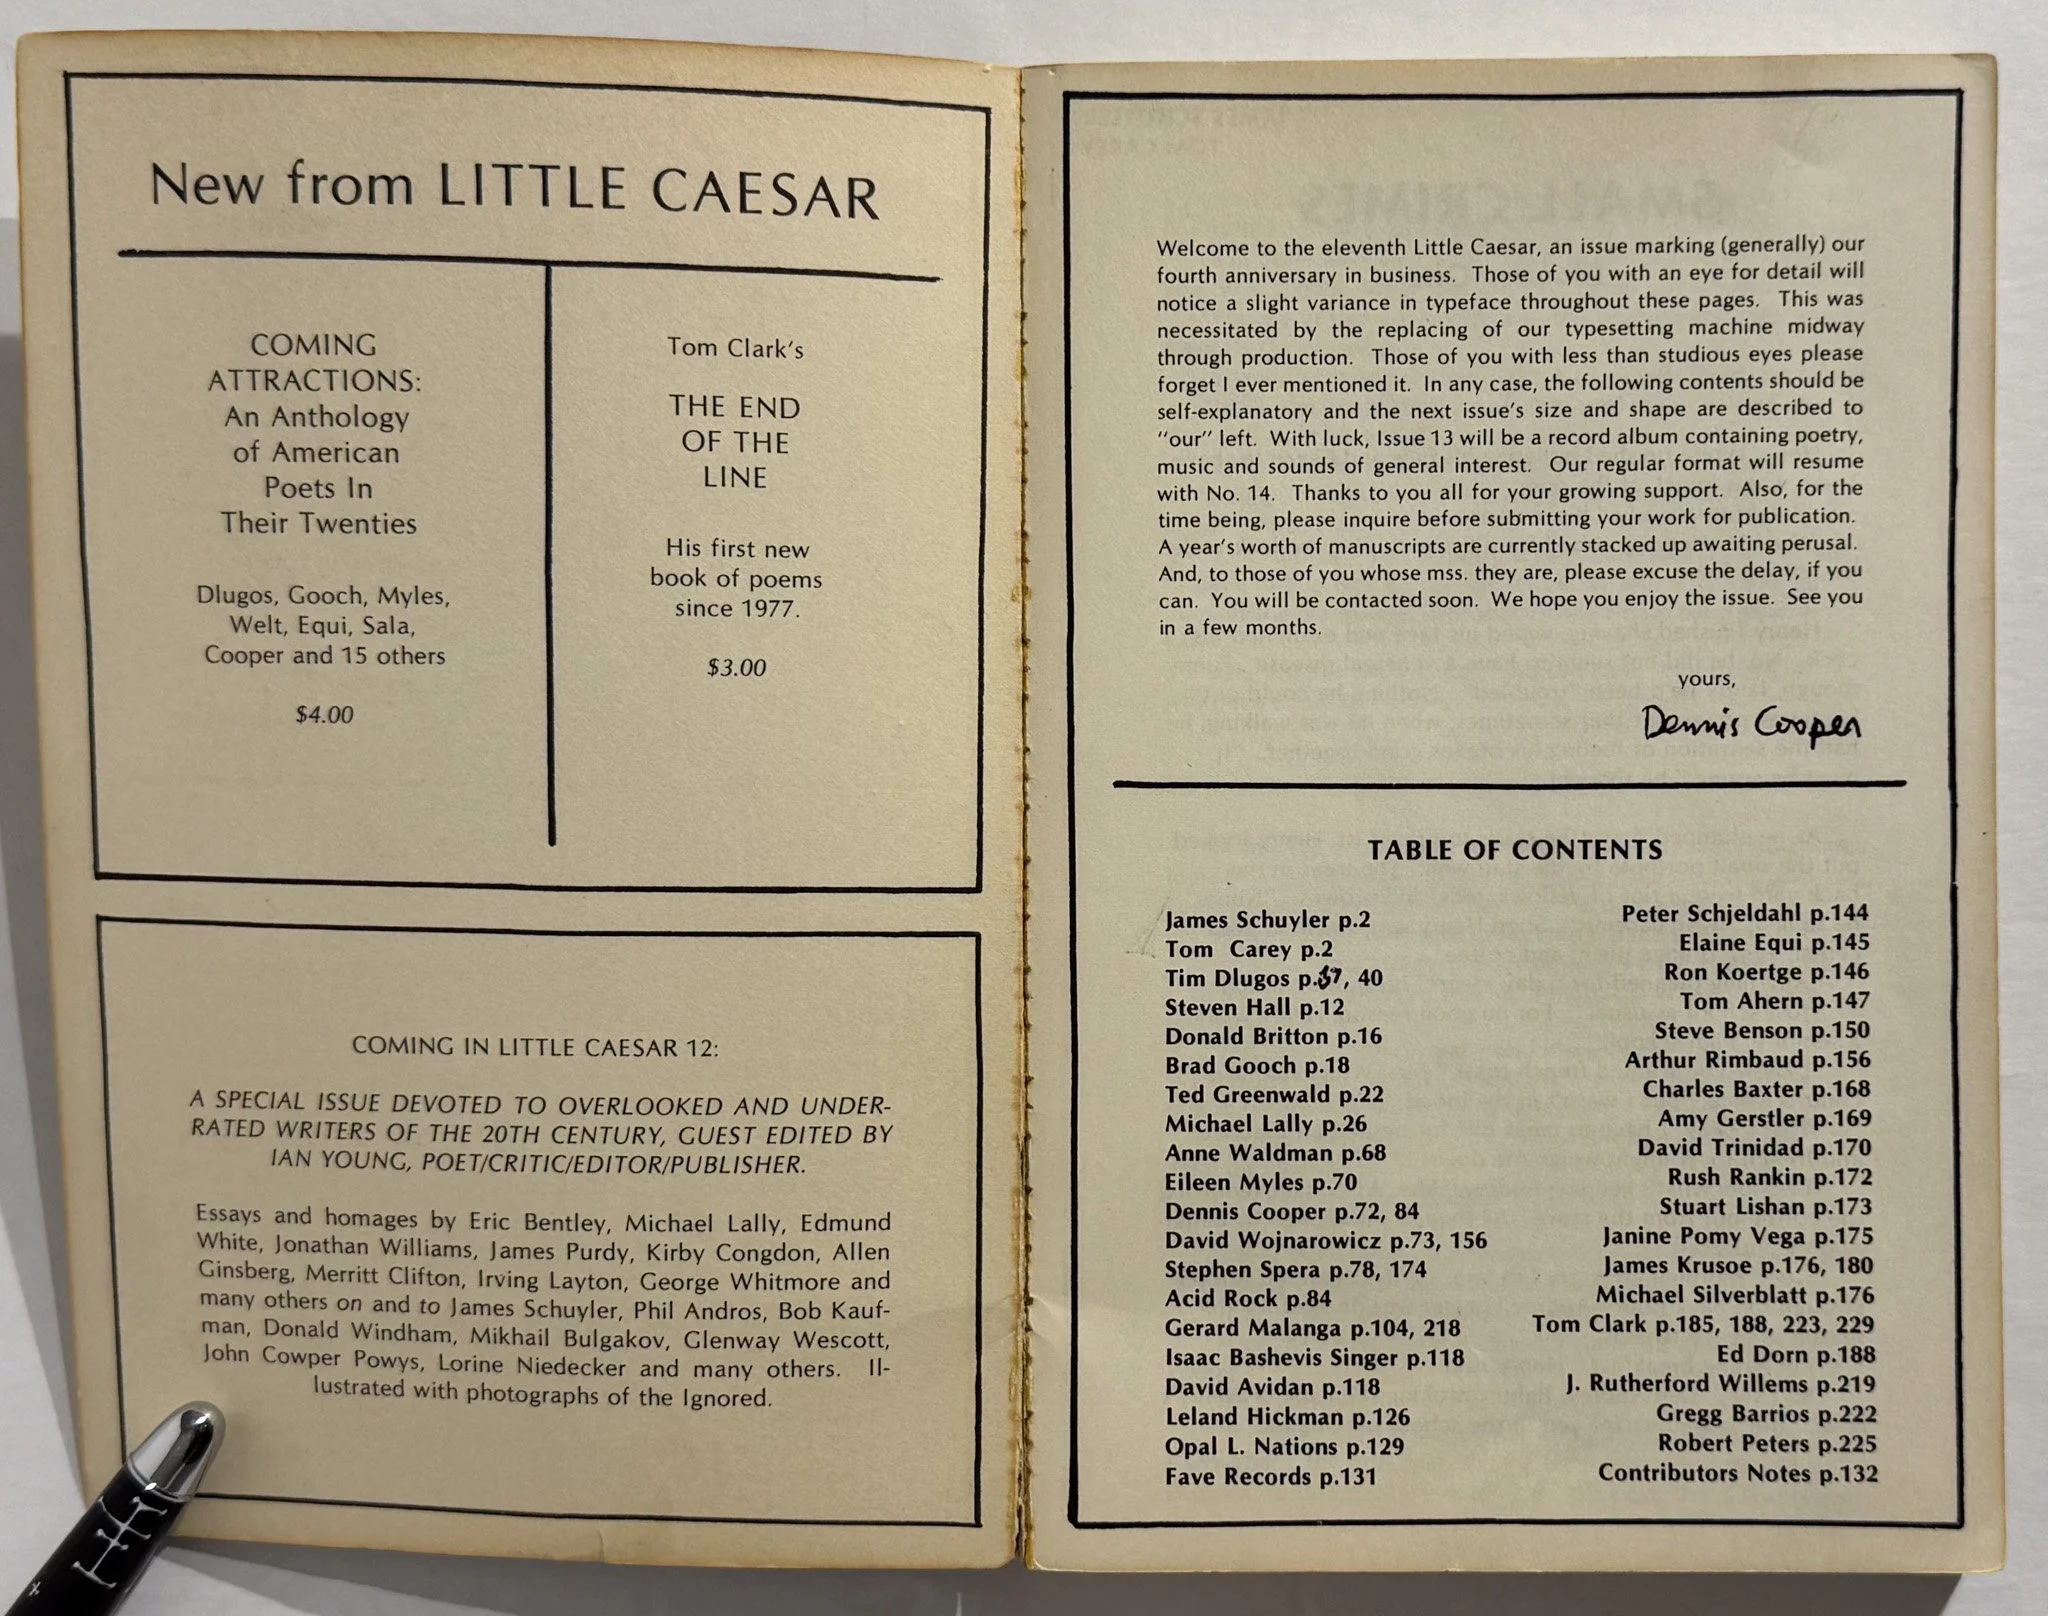 New from LITTLE CAESAR
COMING
ATTRACTIONS:
An Anthology
of American
Poets In
Their Twenties
Dlugos, Gooch, Myles,
Welt, Equi, Sala,
Cooper and 15 others
$4.00
Tom Clark's
THE END
OF THE
LINE
His first new
book of poems
since 1977.
$3.00
COMING IN LITTLE CAESAR 12:
A SPECIAL ISSUE DEVOTED TO OVERLOOKED AND UNDER-
RATED WRITERS OF THE 20TH CENTURY, GUEST EDITED BY
IAN YOUNG, POET/CRITIC/EDITOR/PUBLISHER.
Essays and homages by Eric Bentley, Michael Lally, Edmund
White, Jonathan Williams, James Purdy, Kirby Congdon, Allen
Ginsberg, Merritt Clifton, Irving Layton, George Whitmore and
many others on and to James Schuyler, Phil Andros, Bob Kauf-
man, Donald Windham, Mikhail Bulgakov, Glenway Wescott,
John Cowper Powys, Lorine Niedecker and many others. Il-
lustrated with photographs of the Ignored.
Welcome to the eleventh Little Caesar, an issue marking (generally) our
fourth anniversary in business. Those of you with an eye for detail will
notice a slight variance in typeface throughout these pages. This was
necessitated by the replacing of our typesetting machine midway
through production. Those of you with less than studious eyes please
forget I ever mentioned it. In any case, the following contents should be
self-explanatory and the next issue's size and shape are described to
"our" left. With luck, Issue 13 will be a record album containing poetry,
music and sounds of general interest. Our regular format will resume
with No. 14. Thanks to you all for your growing support. Also, for the
time being, please inquire before submitting your work for publication.
A year's worth of manuscripts are currently stacked up awaiting perusal.
And, to those of you whose mss. they are, please excuse the delay, if you
can. You will be contacted soon. We hope you enjoy the issue. See you
in a few months.
yours,
Dennis Cooper
TABLE OF CONTENTS
James Schuyler p.2
Tom Carey p.2
Tim Dlugos p. , 40
Steven Hall p.12
Donald Britton p.16
Brad Gooch p.18
Ted Greenwald p.22
Michael Lally p.26
Anne Waldman p.68
Eileen Myles p.70
Dennis Cooper p.72, 84
David Wojnarowicz p.73, 156
Stephen Spera p.78, 174
Acid Rock p.84
Gerard Malanga p.104, 218
Isaac Bashevis Singer p.118
David Avidan p.118
Leland Hickman p.126
Opal L. Nations p.129
Fave Records p.131
Peter Schjeldahl p.144
Elaine Equi p.145
Ron Koertge p.146
Tom Ahern p.147
Steve Benson p.150
Arthur Rimbaud p.156
Charles Baxter p.168
Amy Gerstler p.169
David Trinidad p.170
Rush Rankin p.172
Stuart Lishan p.173
Janine Pomy Vega p.175
James Krusoe p.176, 180
Michael Silverblatt p.176
Tom Clark p.185, 188, 223, 229
Ed Dorn p.188
J. Rutherford Willems p.219
Gregg Barrios p.222
Robert Peters p.225
Contributors Notes p.132